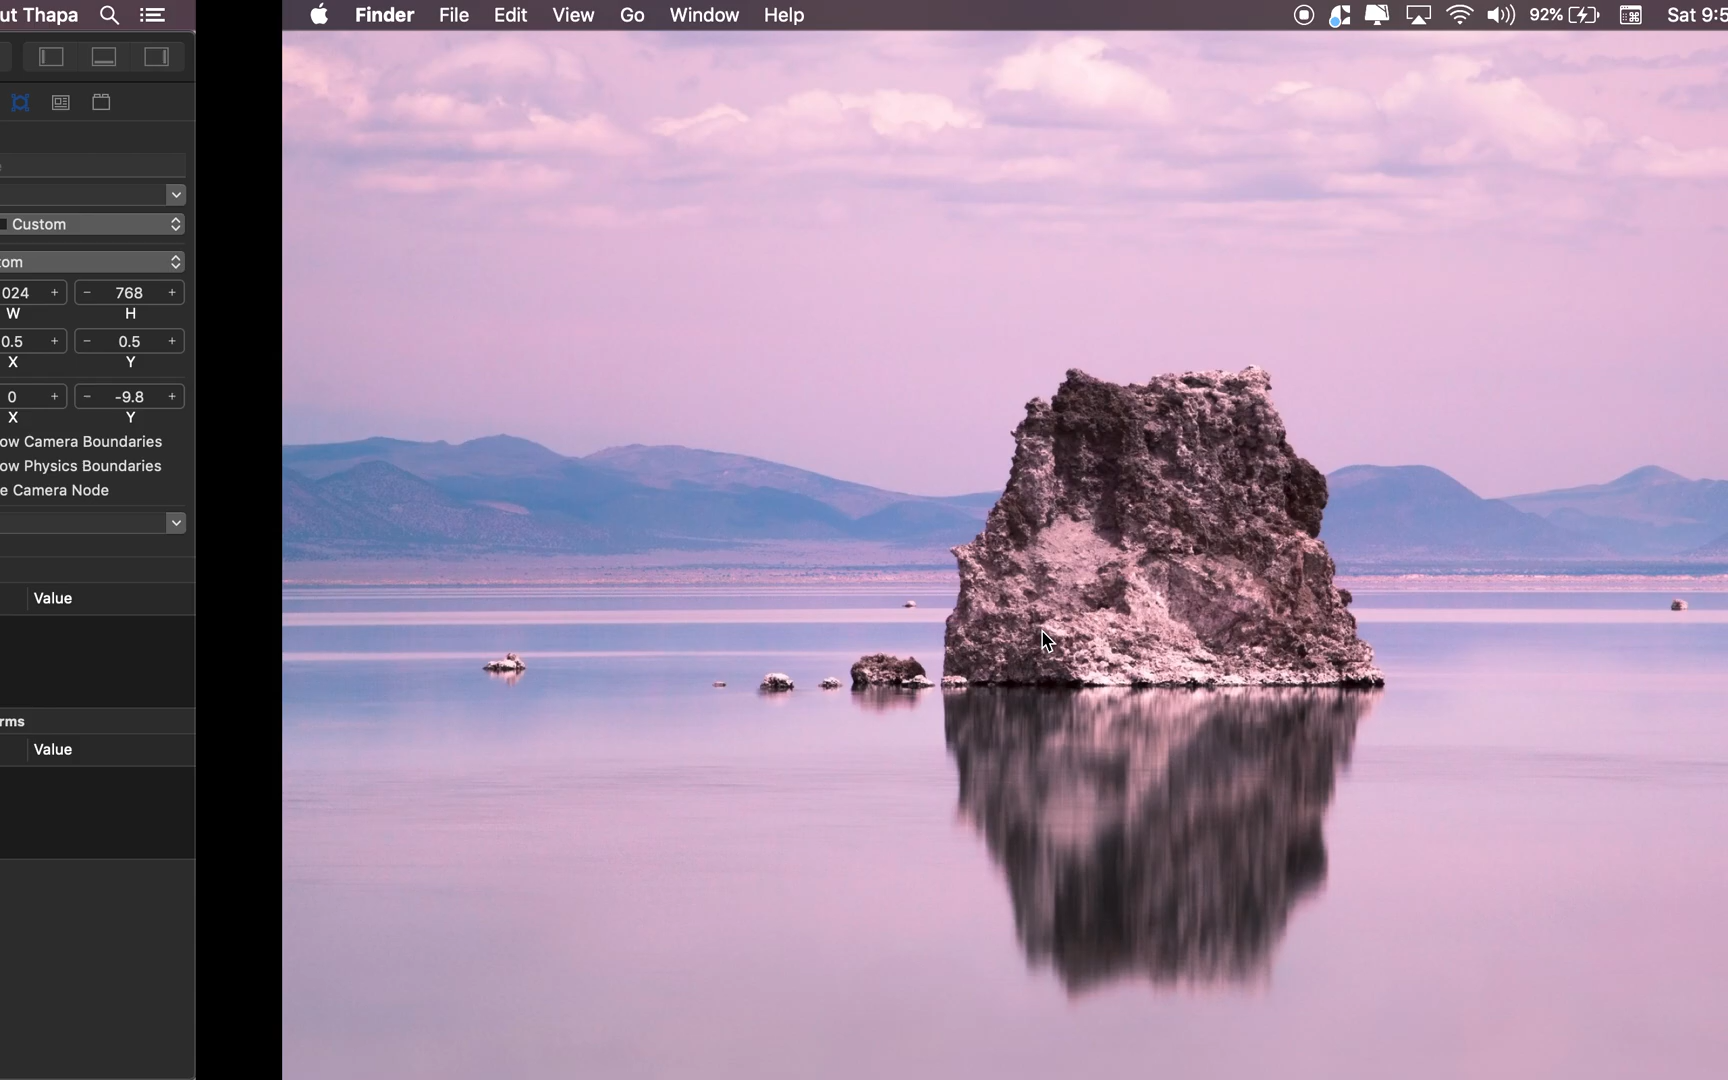 ut Thapa
Finder File Edit View Go Window Help
92%
Sat 9:5
Custom
om
024 + − 768 +
W H
0.5 + − 0.5 +
X Y
0 + − -9.8 +
X Y
ow Camera Boundaries
ow Physics Boundaries
e Camera Node
Value
rms
Value